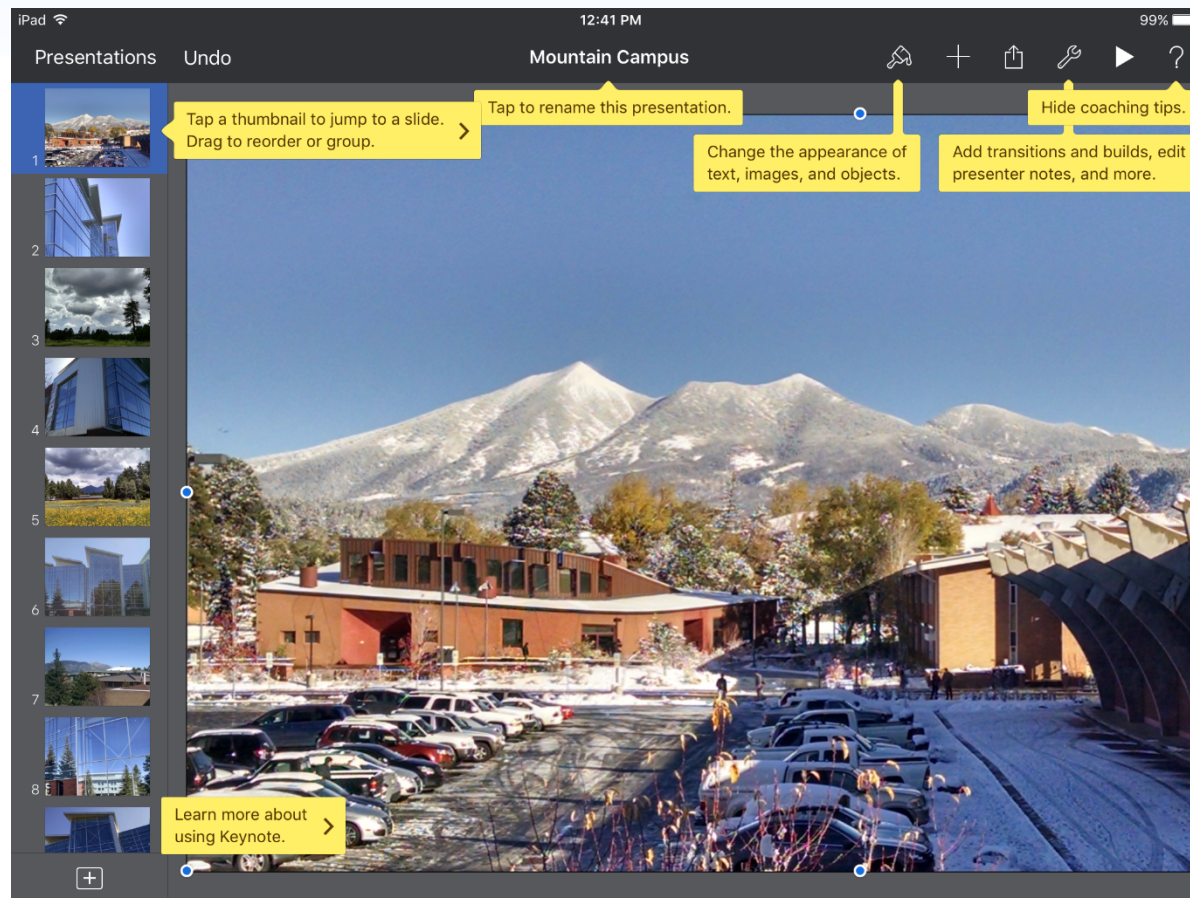 iPad 12:41 PM 99%
Presentations Undo Mountain Campus ?
Tap a thumbnail to jump to a slide.
Drag to reorder or group.
Tap to rename this presentation.
Hide coaching tips.
Change the appearance of
text, images, and objects.
Add transitions and builds, edit
presenter notes, and more.
1
2
3
4
5
6
7
8
Learn more about
using Keynote.